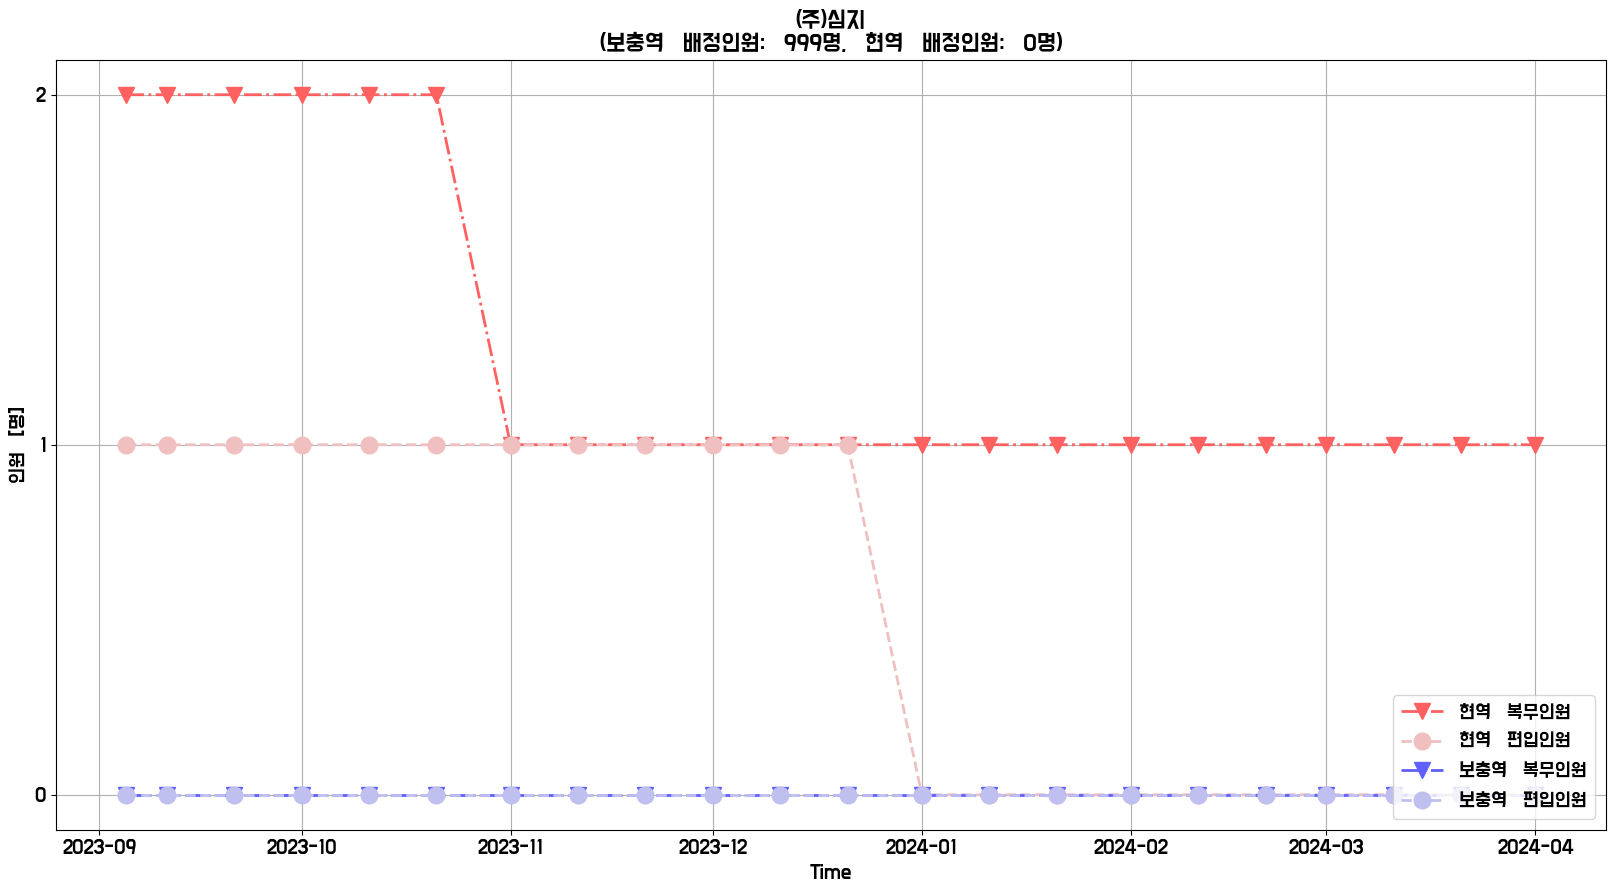 (주)심지
(보충역 배정인원: 999명, 현역 배정인원: 0명)
인원 [명]
2
1
0
현역 복무인원
현역 편입인원
보충역 복무인원
보충역 편입인원
2023-09 2023-10 2023-11 2023-12 2024-01 2024-02 2024-03 2024-04
Time